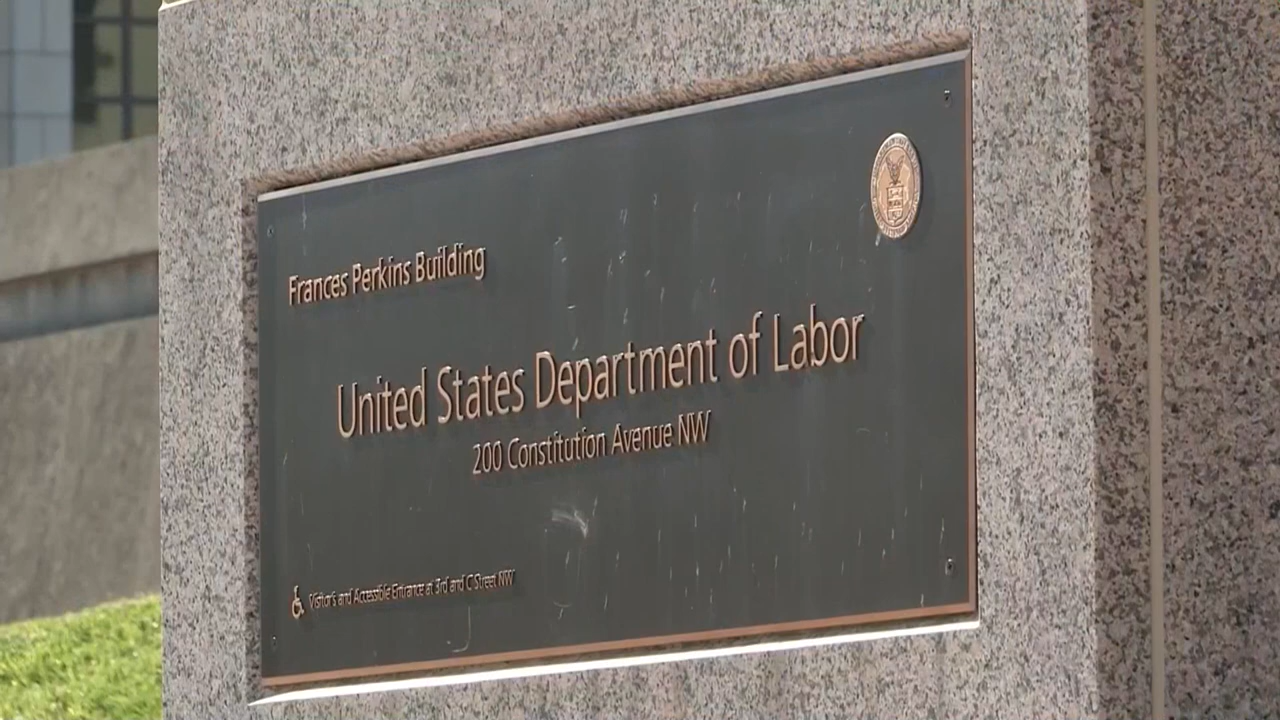 Frances Perkins Building
United States Department of Labor
200 Constitution Avenue NW
Visitors and Accessible Entrance at 3rd and C Street NW